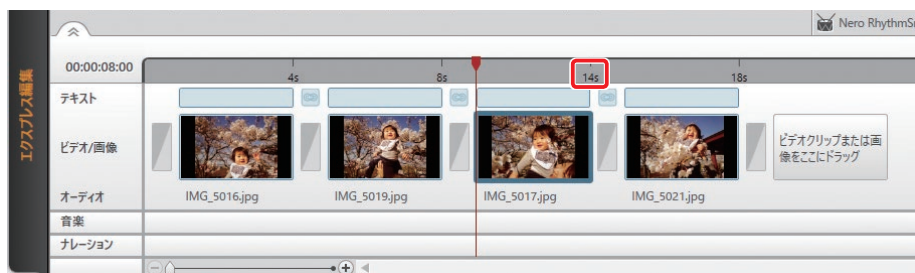 Nero RhythmS
00:00:08:00
4s
8s
14s
18s
エクスプレス編集
テキスト
ビデオ/画像
ビデオクリップまたは画
像をここにドラッグ
オーディオ
IMG_5016.jpg
IMG_5019.jpg
IMG_5017.jpg
IMG_5021.jpg
音楽
ナレーション